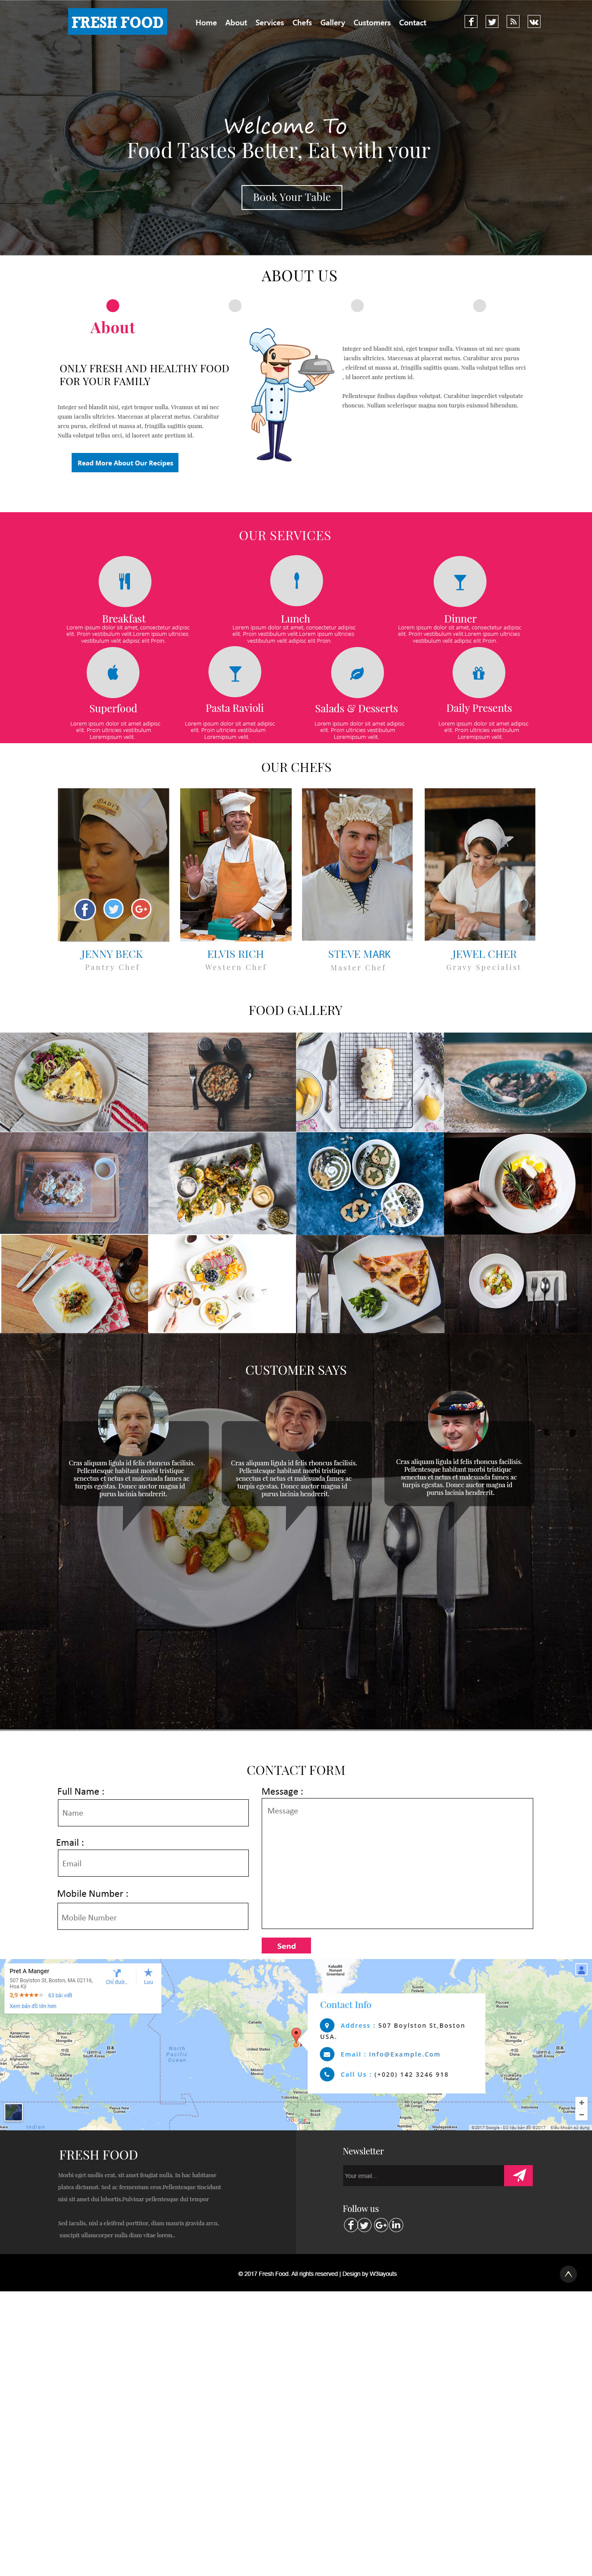 FRESH FOOD
Home About Services Chefs Gallery Customers Contact
Welcome To
Food Tastes Better, Eat with your
Book Your Table
ABOUT US
About
ONLY FRESH AND HEALTHY FOOD
FOR YOUR FAMILY
Integer sed blandit nisi, eget tempor nulla. Vivamus ut mi nec
quam iaculis ultricies. Maecenas at placerat metus. Curabitur
arcu purus, eleifend ut massa at, fringilla sagittis quam.
Nulla volutpat tellus orci, id laoreet ante pretium id.
Read More About Our Recipes
Integer sed blandit nisi, eget tempor nulla. Vivamus ut mi nec quam
iaculis ultricies. Maecenas at placerat metus. Curabitur arcu purus
, eleifend ut massa at, fringilla sagittis quam. Nulla volutpat tellus orci
, id laoreet ante pretium id.
Pellentesque finibus dapibus volutpat. Curabitur imperdiet vulputate
rhoncus. Nullam scelerisque magna non turpis euismod bibendum.
OUR SERVICES
Breakfast
Lorem ipsum dolor sit amet, consectetur adipisc
elit. Proin vestibulum velit.Lorem ipsum ultricies
vestibulum velit adipisc elit Proin.
Lunch
Lorem ipsum dolor sit amet, consectetur adipisc
elit. Proin vestibulum velit.Lorem ipsum ultricies
vestibulum velit adipisc elit Proin.
Dinner
Lorem ipsum dolor sit amet, consectetur adipisc
elit. Proin vestibulum velit.Lorem ipsum ultricies
vestibulum velit adipisc elit Proin.
Superfood
Lorem ipsum dolor sit amet adipisc
elit. Proin ultricies vestibulum
Loremipsum velit.
Pasta Ravioli
Lorem ipsum dolor sit amet adipisc
elit. Proin ultricies vestibulum
Loremipsum velit.
Salads & Desserts
Lorem ipsum dolor sit amet adipisc
elit. Proin ultricies vestibulum
Loremipsum velit.
Daily Presents
Lorem ipsum dolor sit amet adipisc
elit. Proin ultricies vestibulum
Loremipsum velit.
OUR CHEFS
JENNY BECK
Pantry Chef
ELVIS RICH
Western Chef
STEVE MARK
Master Chef
JEWEL CHER
Gravy Specialist
FOOD GALLERY
CUSTOMER SAYS
Cras aliquam ligula id felis rhoncus facilisis.
Pellentesque habitant morbi tristique
senectus et netus et malesuada fames ac
turpis egestas. Donec auctor magna id
purus lacinia hendrerit.
Cras aliquam ligula id felis rhoncus facilisis.
Pellentesque habitant morbi tristique
senectus et netus et malesuada fames ac
turpis egestas. Donec auctor magna id
purus lacinia hendrerit.
Cras aliquam ligula id felis rhoncus facilisis.
Pellentesque habitant morbi tristique
senectus et netus et malesuada fames ac
turpis egestas. Donec auctor magna id
purus lacinia hendrerit.
CONTACT FORM
Full Name :
Name
Email :
Email
Mobile Number :
Mobile Number
Message :
Message
Send
Pret A Manger
507 Boylston St, Boston, MA 02116,
Hoa Kỳ
3,9 63 bài viết
Xem bản đồ lớn hơn
Chỉ đườ...
Lưu
North
Pacific
Ocean
Canada
United States
Contact Info
Address : 507 Boylston St,Boston
USA.
Email : Info@Example.Com
Call Us : (+020) 142 3246 918
FRESH FOOD
Morbi eget mollis erat, sit amet feugiat nulla. In hac habitasse
platea dictumst. Sed ac fermentum eros.Pellentesque tincidunt
nisi sit amet dui lobortis.Pulvinar pellentesque dui tempor
Sed iaculis, nisl a eleifend porttitor, diam mauris gravida arcu,
suscipit ullamcorper nulla diam vitae lorem..
Newsletter
Your email...
Follow us
© 2017 Fresh Food. All rights reserved | Design by W3layouts